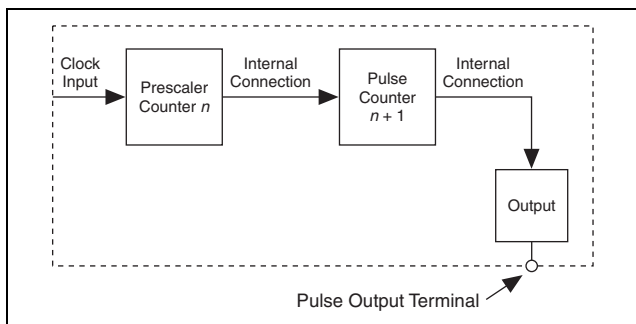 Clock
Input
Prescaler
Counter n
Internal
Connection
Pulse
Counter
n + 1
Internal
Connection
Output
Pulse Output Terminal